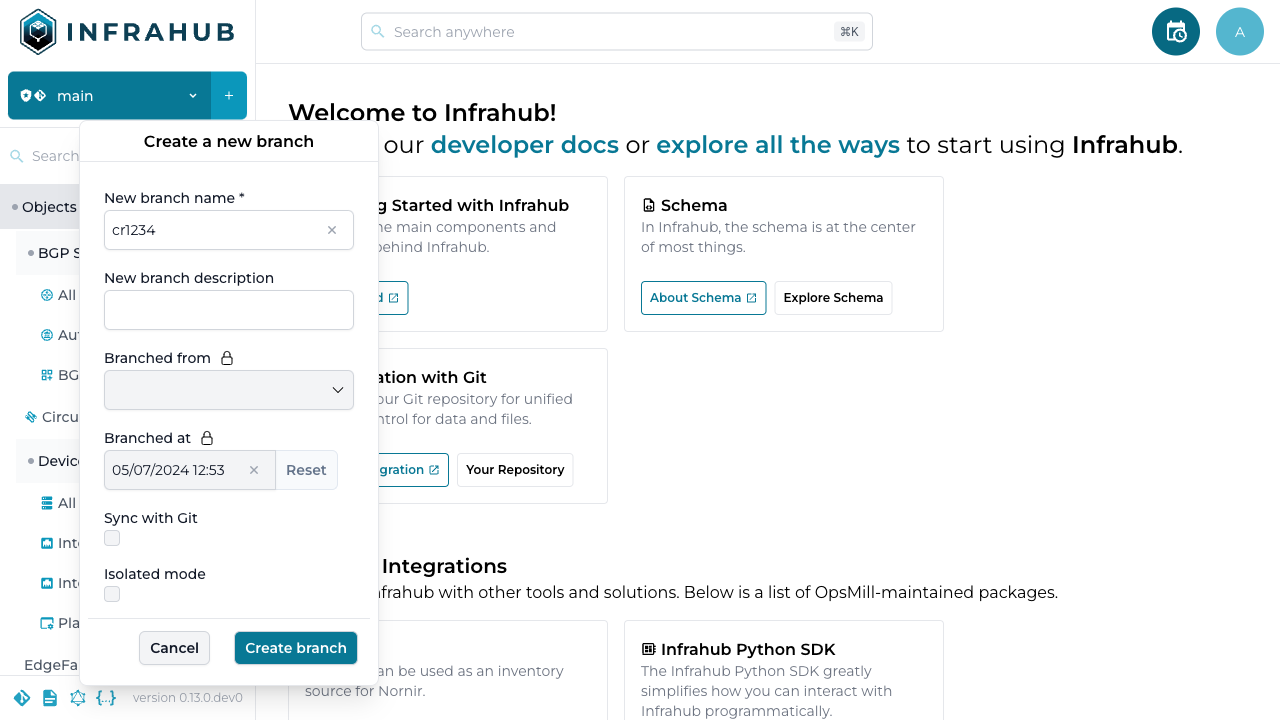 INFRAHUB
Search anywhere
⌘K
A
main
+
Search
Welcome to Infrahub!
our developer docs or explore all the ways to start using Infrahub.
Create a new branch
New branch name *
cr1234
New branch description
Branched from
Branched at
05/07/2024 12:53
Reset
Sync with Git
Isolated mode
Cancel
Create branch
Objects
BGP S
All
Aut
BG
Circu
Device
All
Inte
Inte
Pla
EdgeFa
version 0.13.0.dev0
g Started with Infrahub
he main components and
behind Infrahub.
d
Schema
In Infrahub, the schema is at the center
of most things.
About Schema
Explore Schema
ation with Git
our Git repository for unified
ntrol for data and files.
gration
Your Repository
Integrations
nfrahub with other tools and solutions. Below is a list of OpsMill-maintained packages.
an be used as an inventory
source for Nornir.
Infrahub Python SDK
The Infrahub Python SDK greatly
simplifies how you can interact with
Infrahub programmatically.